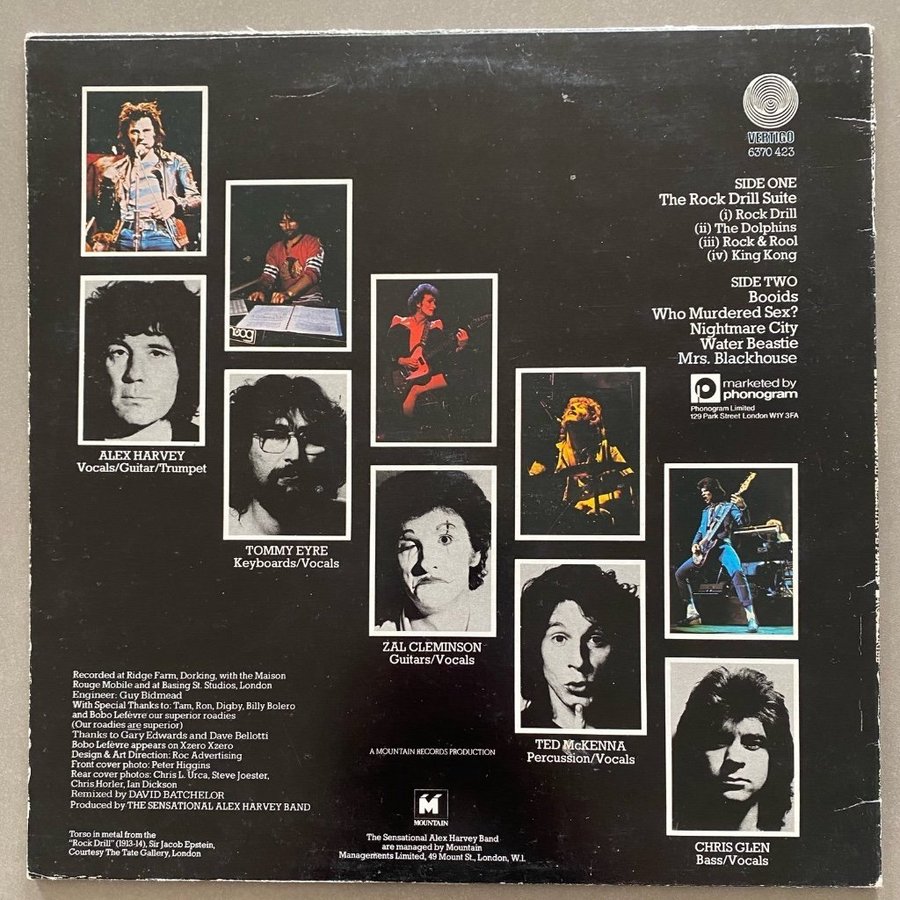 VERTIGO
6370 423
SIDE ONE
The Rock Drill Suite
(i) Rock Drill
(ii) The Dolphins
(iii) Rock & Rool
(iv) King Kong
SIDE TWO
Booids
Who Murdered Sex?
Nightmare City
Water Beastie
Mrs. Blackhouse
marketed by
phonogram
Phonogram Limited
129 Park Street London W1Y 3FA
moog
ALEX HARVEY
Vocals/Guitar/Trumpet
TOMMY EYRE
Keyboards/Vocals
ZAL CLEMINSON
Guitars/Vocals
TED McKENNA
Percussion/Vocals
CHRIS GLEN
Bass/Vocals
Recorded at Ridge Farm, Dorking, with the Maison
Rouge Mobile and at Basing St. Studios, London
Engineer: Guy Bidmead
With Special Thanks to: Tam, Ron, Digby, Billy Bolero
and Bobo Lefèvre our superior roadies
(Our roadies are superior)
Thanks to Gary Edwards and Dave Bellotti
Bobo Lefèvre appears on Xzero Xzero
Design & Art Direction: Roc Advertising
Front cover photo: Peter Higgins
Rear cover photos: Chris L. Urca, Steve Joester,
Chris Horler, Ian Dickson
Remixed by DAVID BATCHELOR
Produced by THE SENSATIONAL ALEX HARVEY BAND
Torso in metal from the
"Rock Drill" (1913-14), Sir Jacob Epstein,
Courtesy The Tate Gallery, London
A MOUNTAIN RECORDS PRODUCTION
MOUNTAIN
The Sensational Alex Harvey Band
are managed by Mountain
Managements Limited, 49 Mount St., London, W.1.